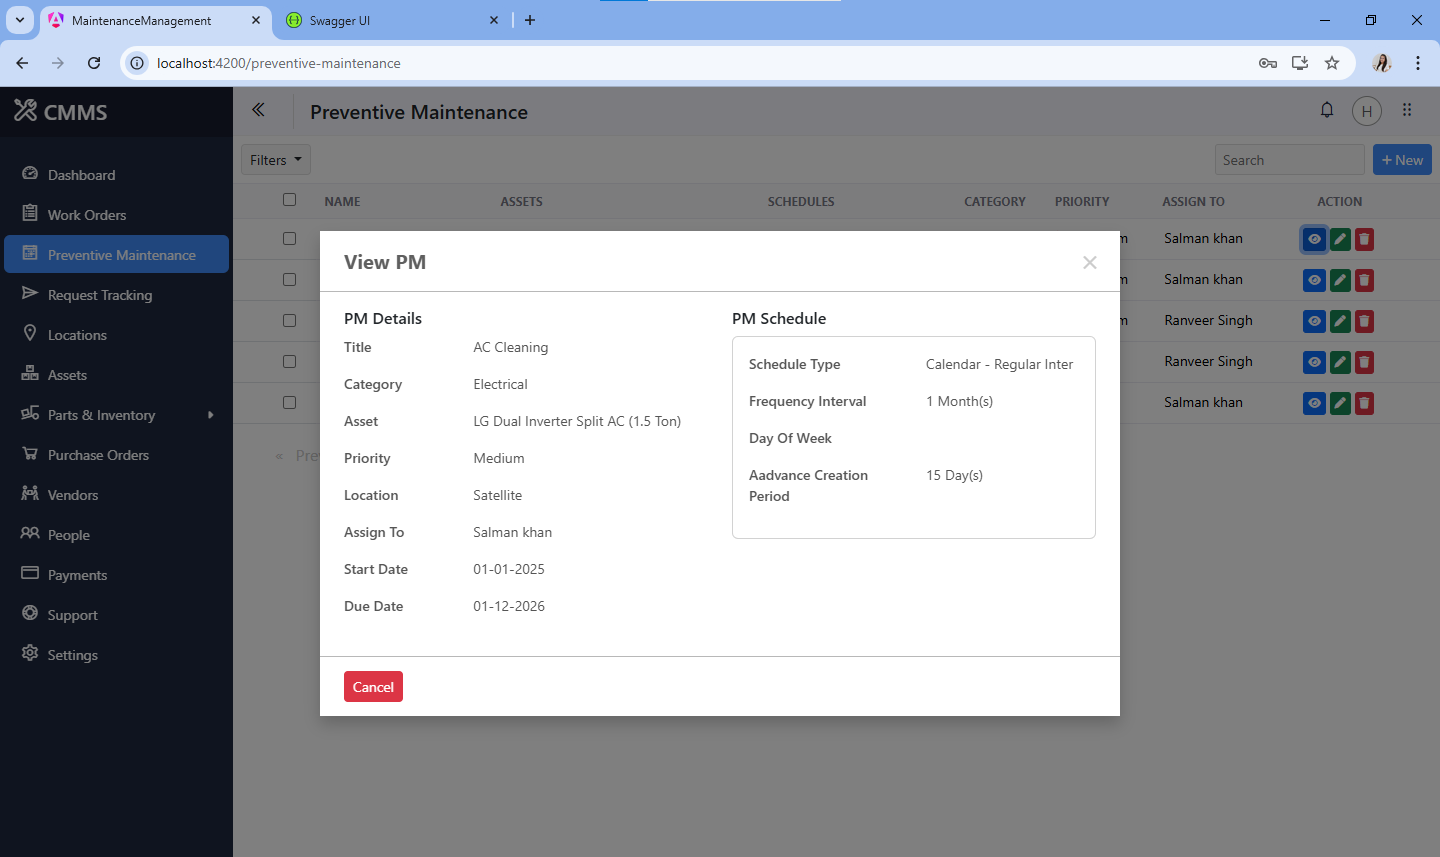 MaintenanceManagement
Swagger UI
localhost:4200/preventive-maintenance
CMMS
Preventive Maintenance
H
Dashboard
Work Orders
Preventive Maintenance
Request Tracking
Locations
Assets
Parts & Inventory
Purchase Orders
Vendors
People
Payments
Support
Settings
Filters
Search
+ New
NAME ASSETS SCHEDULES CATEGORY PRIORITY ASSIGN TO ACTION
m Salman khan
Salman khan
m Ranveer Singh
Ranveer Singh
Salman khan
« Pre
View PM
PM Details
Title AC Cleaning
Category Electrical
Asset LG Dual Inverter Split AC (1.5 Ton)
Priority Medium
Location Satellite
Assign To Salman khan
Start Date 01-01-2025
Due Date 01-12-2026
PM Schedule
Schedule Type Calendar - Regular Inter
Frequency Interval 1 Month(s)
Day Of Week
Aadvance Creation 15 Day(s)
Period
Cancel